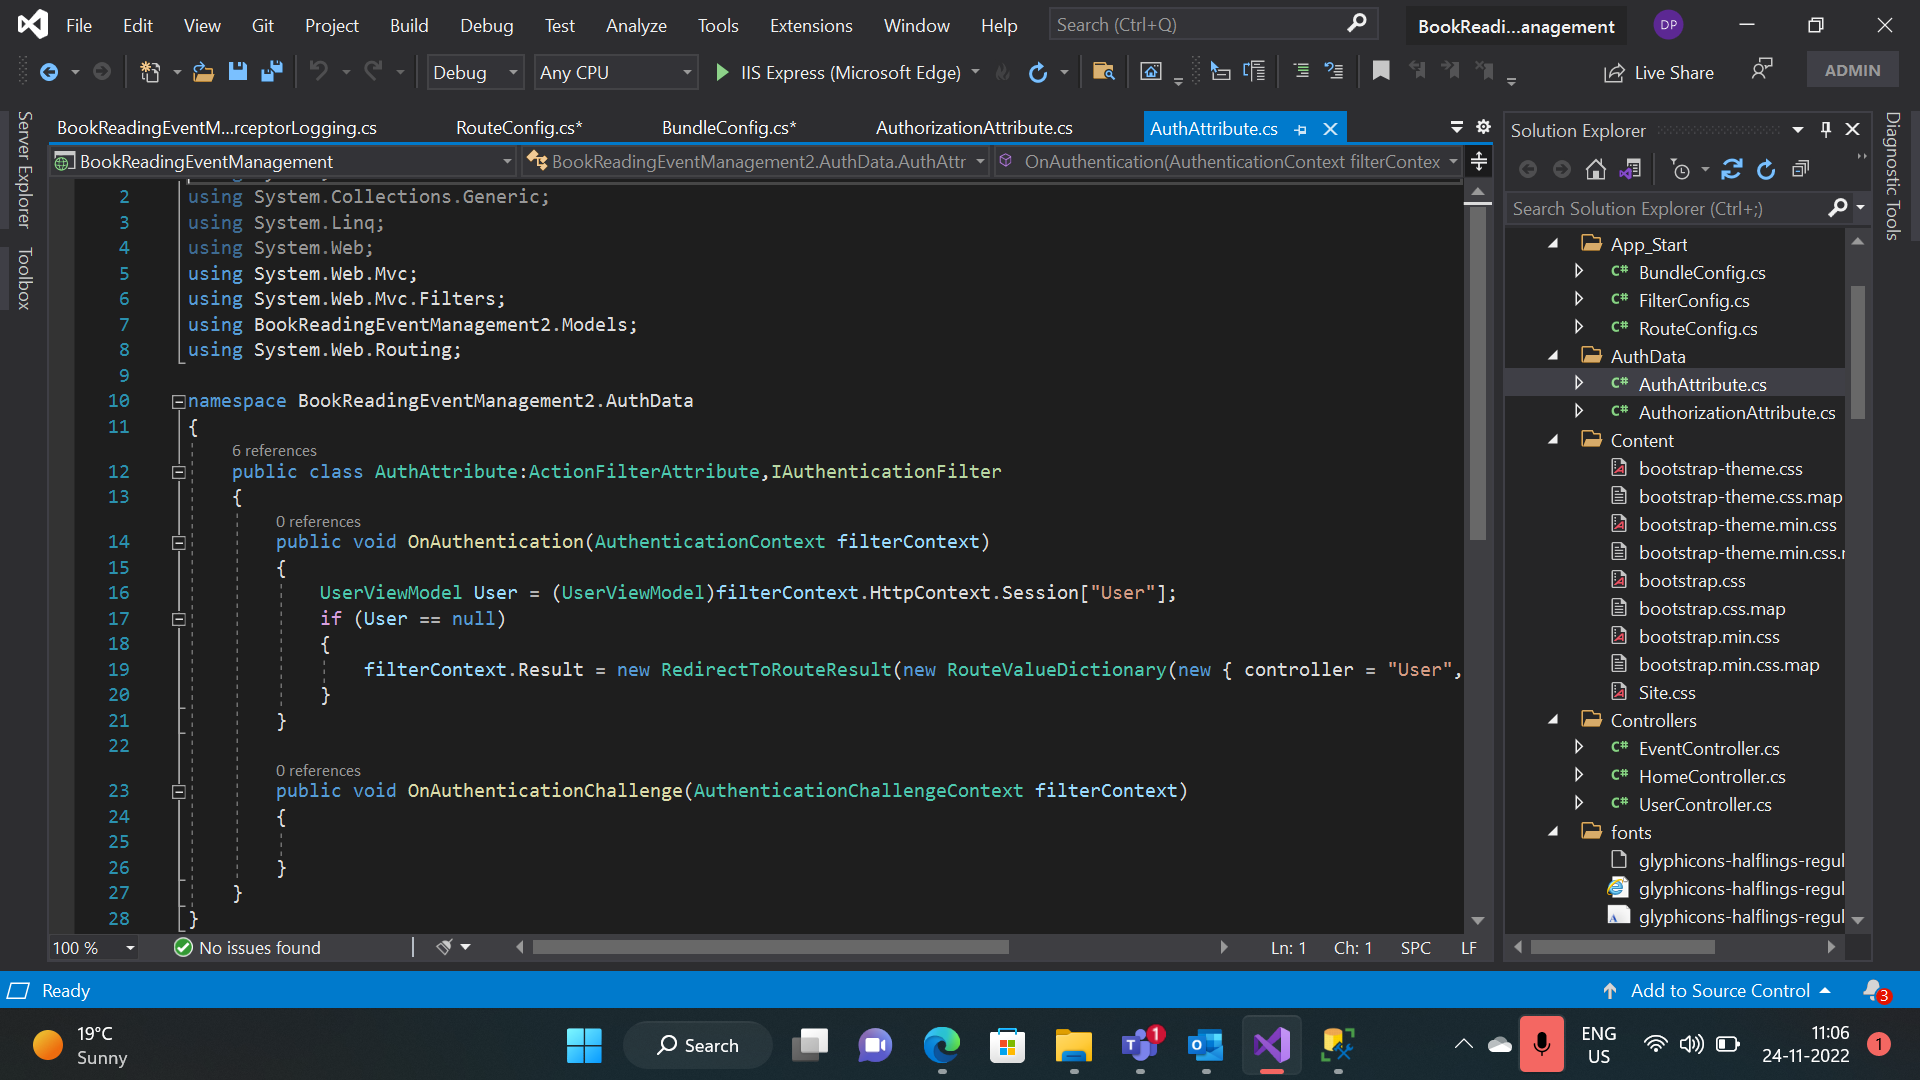 File Edit View Git Project Build Debug Test Analyze Tools Extensions Window Help Search (Ctrl+Q) BookReadi...anagement DP
Debug Any CPU IIS Express (Microsoft Edge) Live Share ADMIN
Server Explorer
Toolbox
BookReadingEventM...rceptorLogging.cs RouteConfig.cs* BundleConfig.cs* AuthorizationAttribute.cs AuthAttribute.cs
BookReadingEventManagement BookReadingEventManagement2.AuthData.AuthAttr OnAuthentication(AuthenticationContext filterContex
2 using System.Collections.Generic;
3 using System.Linq;
4 using System.Web;
5 using System.Web.Mvc;
6 using System.Web.Mvc.Filters;
7 using BookReadingEventManagement2.Models;
8 using System.Web.Routing;
9
10 namespace BookReadingEventManagement2.AuthData
11 {
6 references
12 public class AuthAttribute:ActionFilterAttribute,IAuthenticationFilter
13 {
0 references
14 public void OnAuthentication(AuthenticationContext filterContext)
15 {
16 UserViewModel User = (UserViewModel)filterContext.HttpContext.Session["User"];
17 if (User == null)
18 {
19 filterContext.Result = new RedirectToRouteResult(new RouteValueDictionary(new { controller = "User",
20 }
21 }
22
0 references
23 public void OnAuthenticationChallenge(AuthenticationChallengeContext filterContext)
24 {
25
26 }
27 }
28 }
100 % No issues found Ln: 1 Ch: 1 SPC LF
Solution Explorer
Search Solution Explorer (Ctrl+;)
App_Start
C# BundleConfig.cs
C# FilterConfig.cs
C# RouteConfig.cs
AuthData
C# AuthAttribute.cs
C# AuthorizationAttribute.cs
Content
bootstrap-theme.css
bootstrap-theme.css.map
bootstrap-theme.min.css
bootstrap-theme.min.css.r
bootstrap.css
bootstrap.css.map
bootstrap.min.css
bootstrap.min.css.map
Site.css
Controllers
C# EventController.cs
C# HomeController.cs
C# UserController.cs
fonts
glyphicons-halflings-regul
glyphicons-halflings-regul
glyphicons-halflings-regul
Diagnostic Tools
Ready Add to Source Control 3
19°C
Sunny
Search
1
ENG
US
11:06
24-11-2022
1